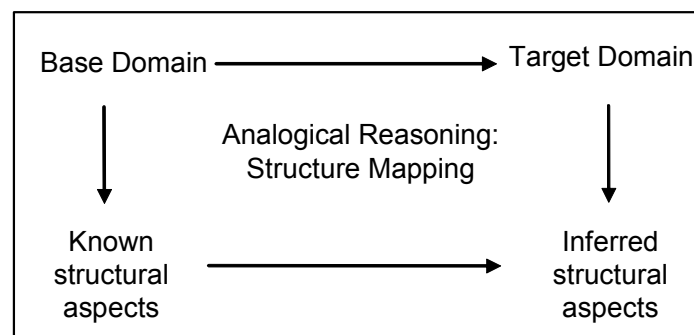 Base Domain
Target Domain
Analogical Reasoning:
Structure Mapping
Known
structural
aspects
Inferred
structural
aspects